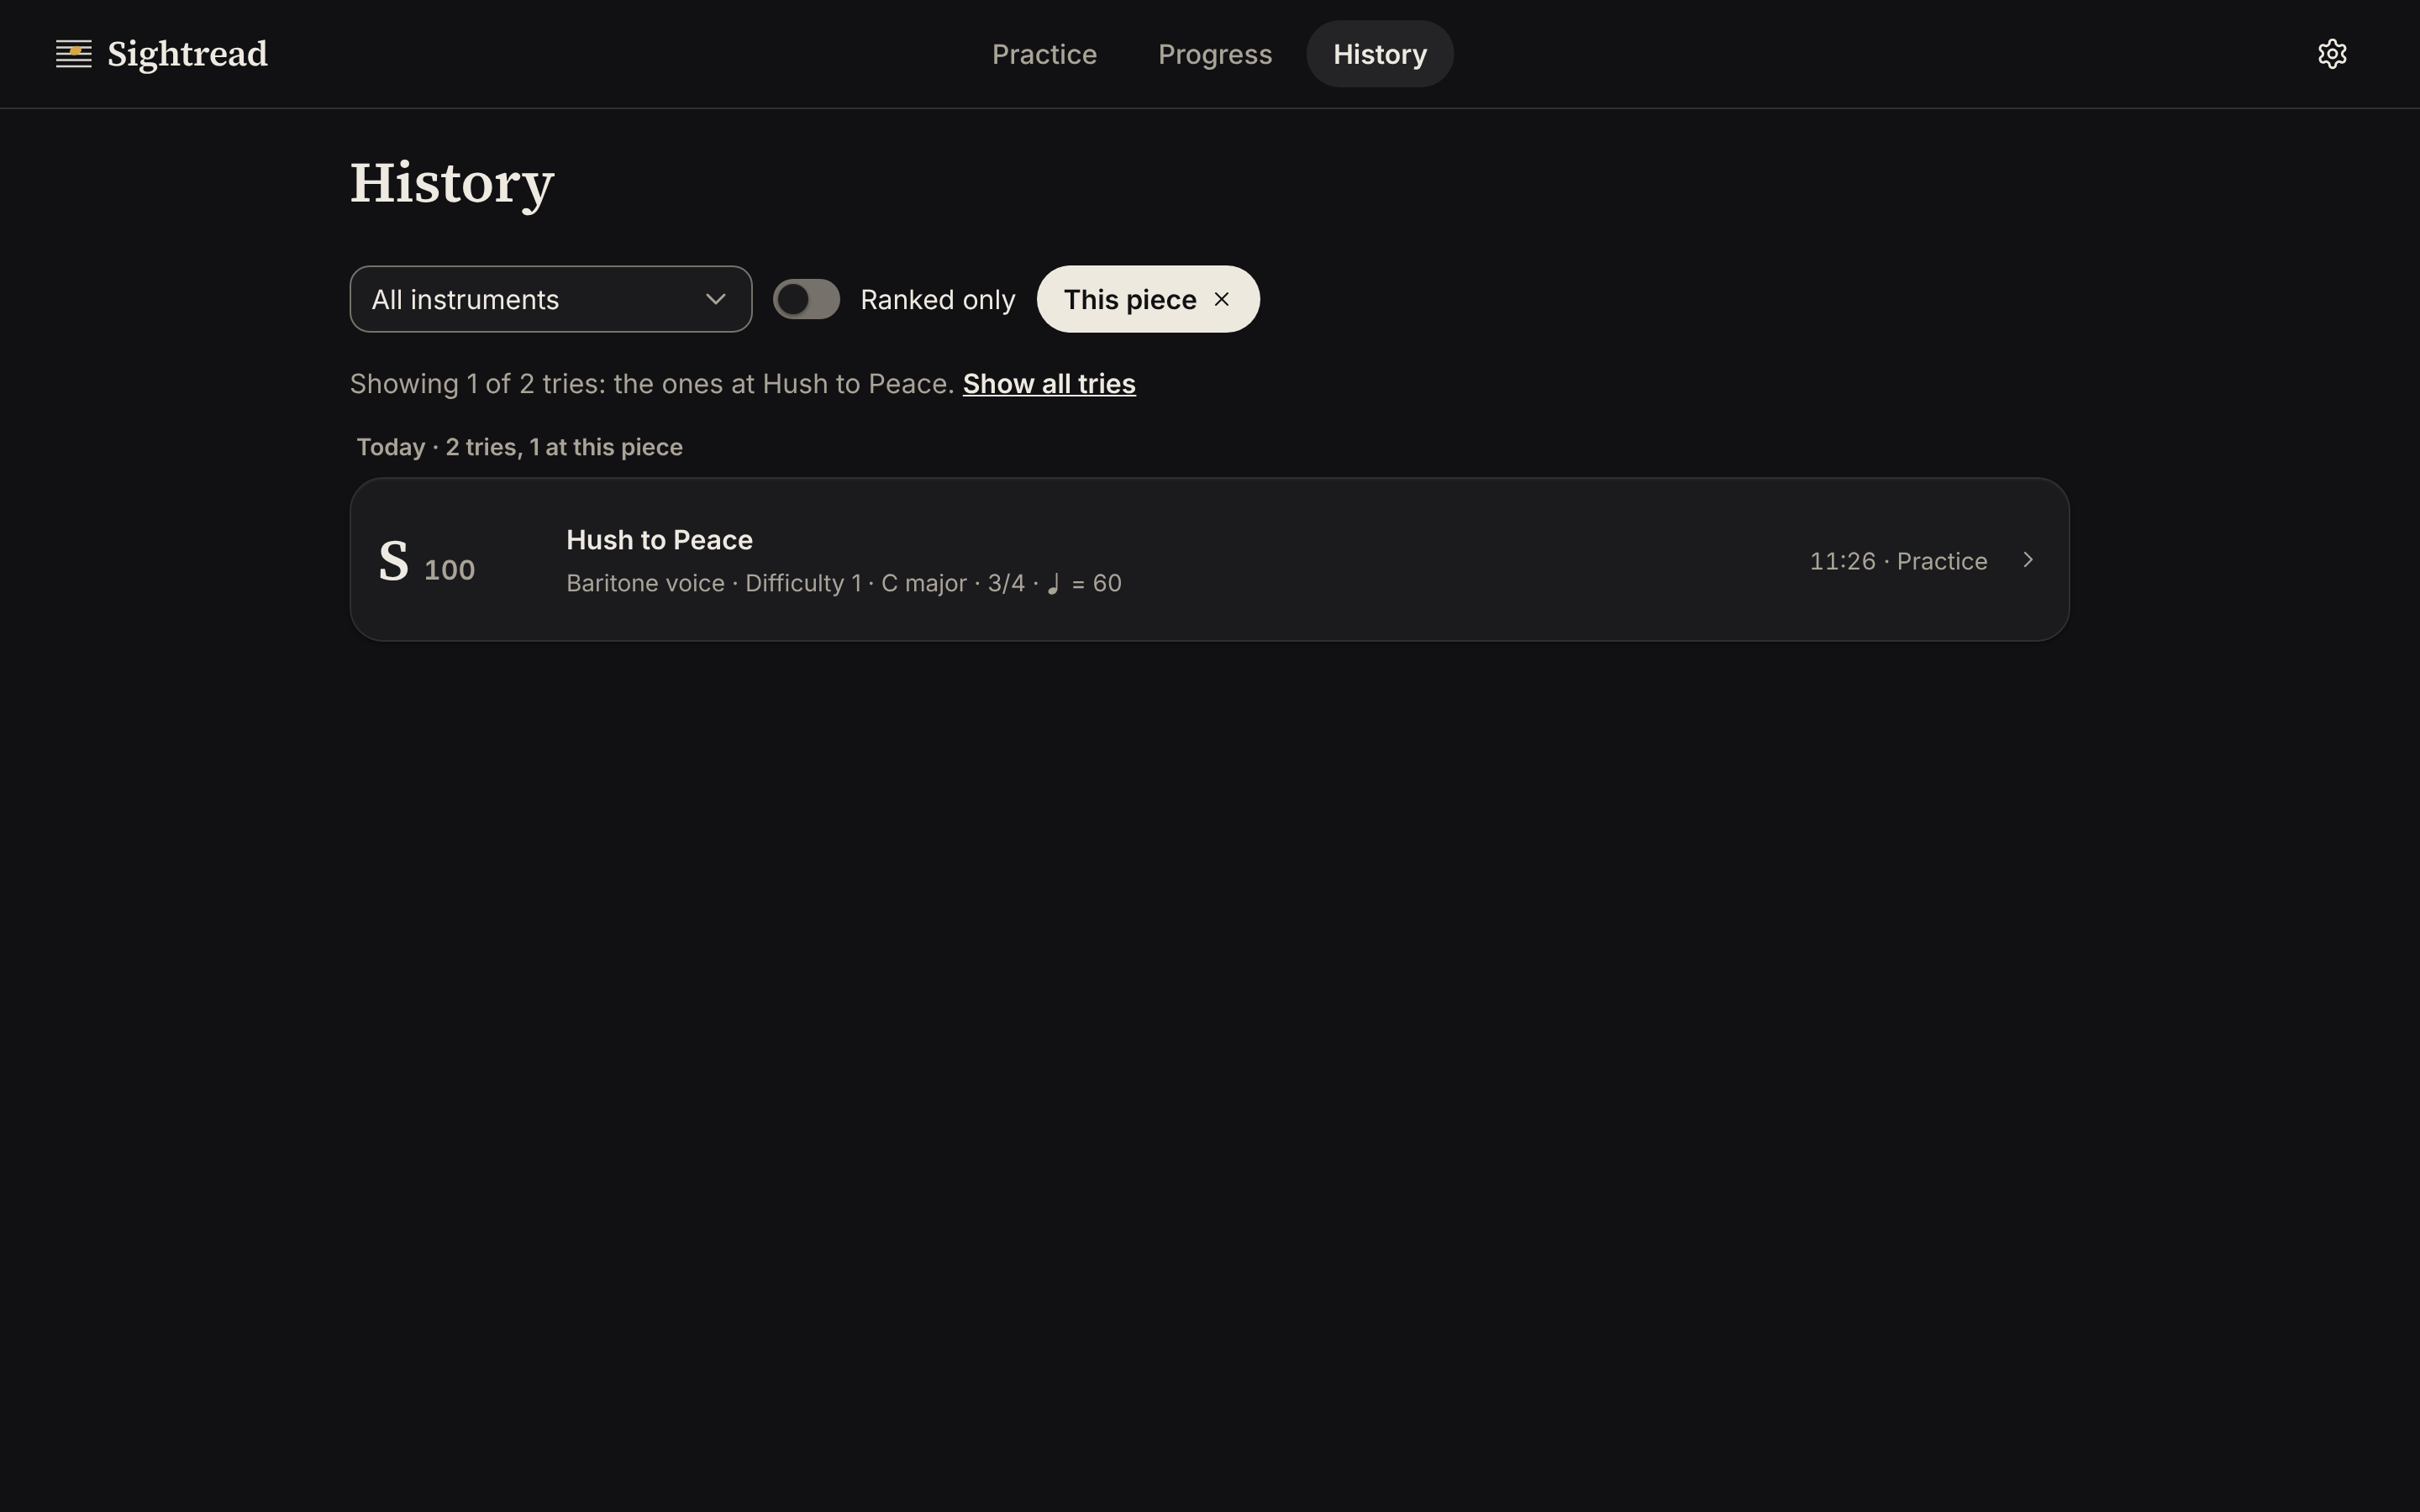 Sightread
Practice
Progress
History
History
All instruments
Ranked only
This piece
Showing 1 of 2 tries: the ones at Hush to Peace. Show all tries
Today · 2 tries, 1 at this piece
S 100
Hush to Peace
Baritone voice · Difficulty 1 · C major · 3/4 · ♩ = 60
11:26 · Practice